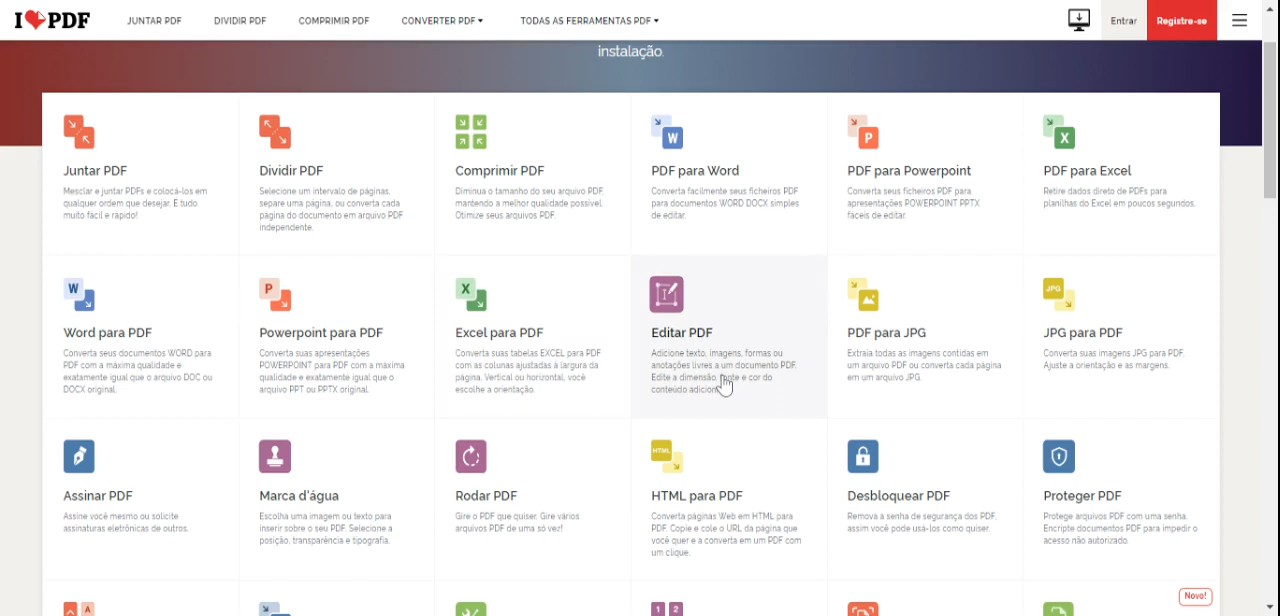 I PDF
JUNTAR PDF
DIVIDIR PDF
COMPRIMIR PDF
CONVERTER PDF
TODAS AS FERRAMENTAS PDF
Entrar
Registre-se
instalação.
Juntar PDF
Mesclar e juntar PDFs e colocá-los em
qualquer ordem que desejar. É tudo
muito fácil e rápido!
Dividir PDF
Selecione um intervalo de páginas,
separe uma página, ou converta cada
página do documento em arquivo PDF
independente.
Comprimir PDF
Diminua o tamanho do seu arquivo PDF,
mantendo a melhor qualidade possível.
Otimize seus arquivos PDF.
W
PDF para Word
Converta facilmente seus ficheiros PDF
para documentos WORD DOCX simples
de editar.
P
PDF para Powerpoint
Converta seus ficheiros PDF para
apresentações POWERPOINT PPTX
fáceis de editar.
X
PDF para Excel
Retire dados direto de PDFs para
planilhas do Excel em poucos segundos.
W
Word para PDF
Converta seus documentos WORD para
PDF com a máxima qualidade e
exatamente igual que o arquivo DOC ou
DOCX original.
P
Powerpoint para PDF
Converta suas apresentações
POWERPOINT para PDF com a máxima
qualidade e exatamente igual que o
arquivo PPT ou PPTX original.
X
Excel para PDF
Converta suas tabelas EXCEL para PDF
com as colunas ajustadas à largura da
página. Vertical ou horizontal, você
escolhe a orientação.
Editar PDF
Adicione texto, imagens, formas ou
anotações livres a um documento PDF.
Edite a dimensão, fonte e cor do
conteúdo
PDF para JPG
Extraia todas as imagens contidas em
um arquivo PDF ou converta cada página
em um arquivo JPG.
JPG
JPG para PDF
Converta suas imagens JPG para PDF.
Ajuste a orientação e as margens.
Assinar PDF
Assine você mesmo ou solicite
assinaturas eletrônicas de outros.
Marca d'água
Escolha uma imagem ou texto para
inserir sobre o seu PDF. Selecione a
posição, transparência e tipografia.
Rodar PDF
Gire o PDF que quiser. Gire vários
arquivos PDF de uma só vez!
HTML
HTML para PDF
Converta páginas Web em HTML para
PDF. Copie e cole o URL da página que
você quer e a converta em um PDF com
um clique.
Desbloquear PDF
Remova a senha de segurança dos PDF,
assim você pode usá-los como quiser.
Proteger PDF
Protege arquivos PDF com uma senha.
Encripte documentos PDF para impedir o
acesso não autorizado.
A
1 2
Novo!